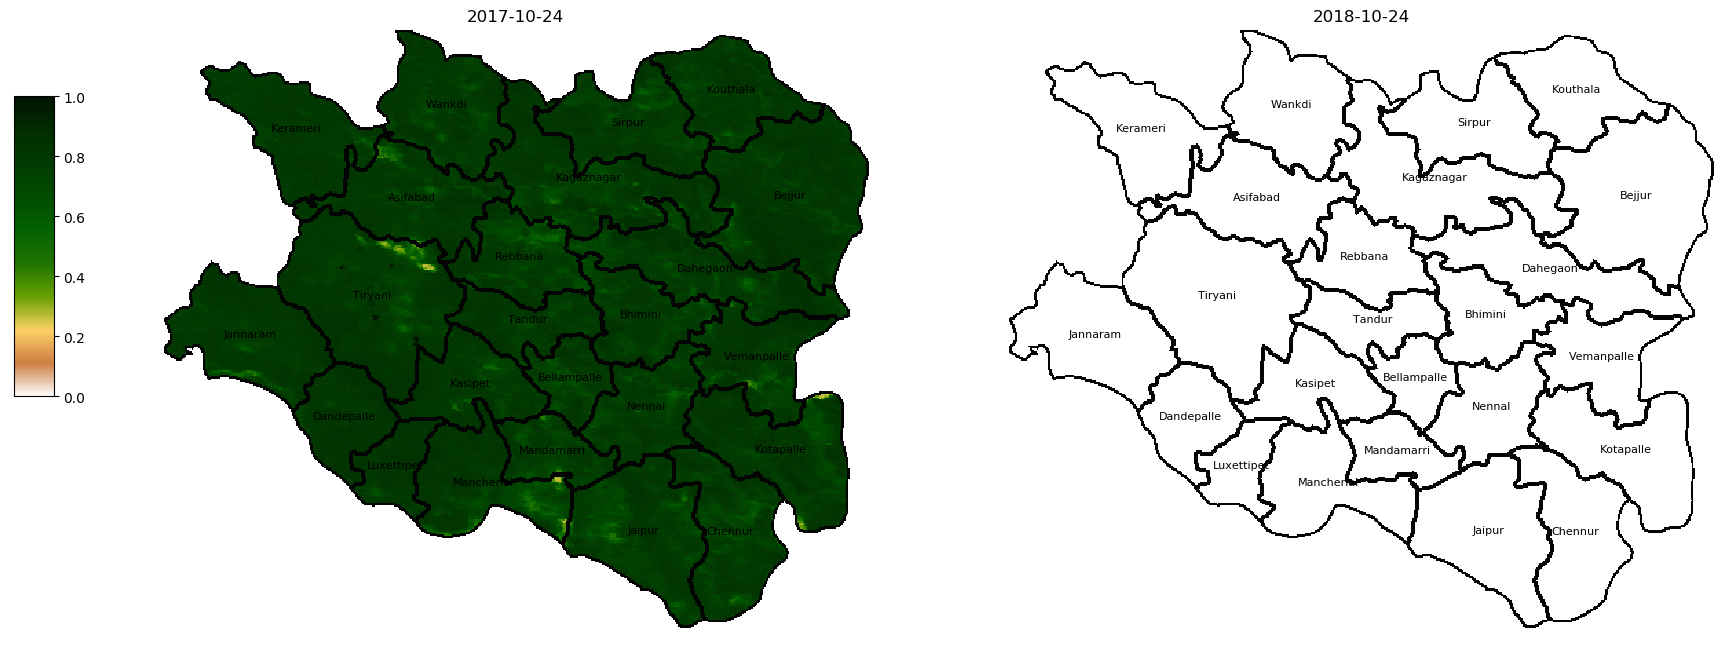 2017-10-24
2018-10-24
1.0
0.8
0.6
0.4
0.2
0.0
Kouthala
Wankdi
Sirpur
Kerameri
Kagaznagar
Asifabad
Bejjur
Rebbana
Dahegaon
Tiryani
Bhimini
Tandur
Jannaram
Vemanpalle
Bellampalle
Kasipet
Nennal
Dandepalle
Mandamarri
Kotapalle
Luxettipet
Mancherial
Jaipur
Chennur
Kouthala
Wankdi
Sirpur
Kerameri
Kagaznagar
Asifabad
Bejjur
Rebbana
Dahegaon
Tiryani
Bhimini
Tandur
Jannaram
Vemanpalle
Bellampalle
Kasipet
Nennal
Dandepalle
Mandamarri
Kotapalle
Luxettipet
Mancherial
Jaipur
Chennur